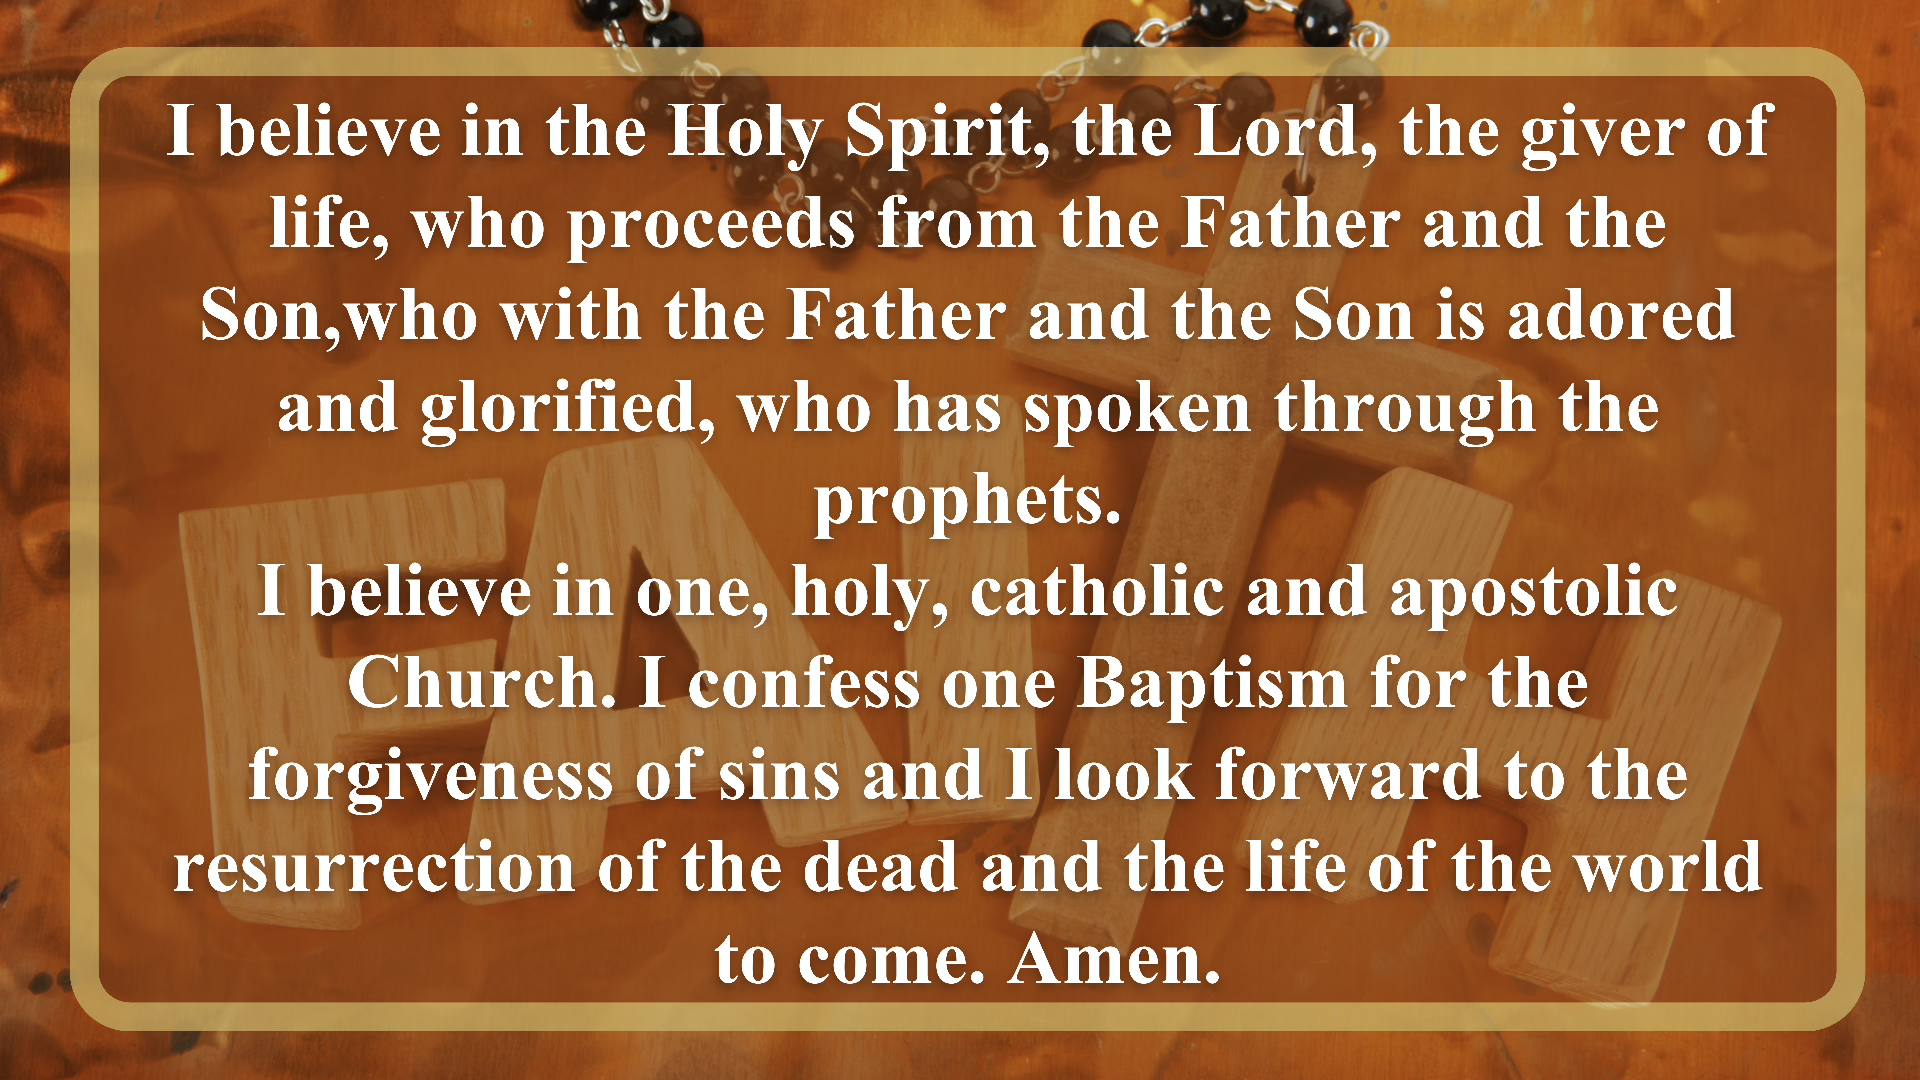 I believe in the Holy Spirit, the Lord, the giver of
life, who proceeds from the Father and the
Son,who with the Father and the Son is adored
and glorified, who has spoken through the
prophets.
I believe in one, holy, catholic and apostolic
Church. I confess one Baptism for the
forgiveness of sins and I look forward to the
resurrection of the dead and the life of the world
to come. Amen.
FAITH